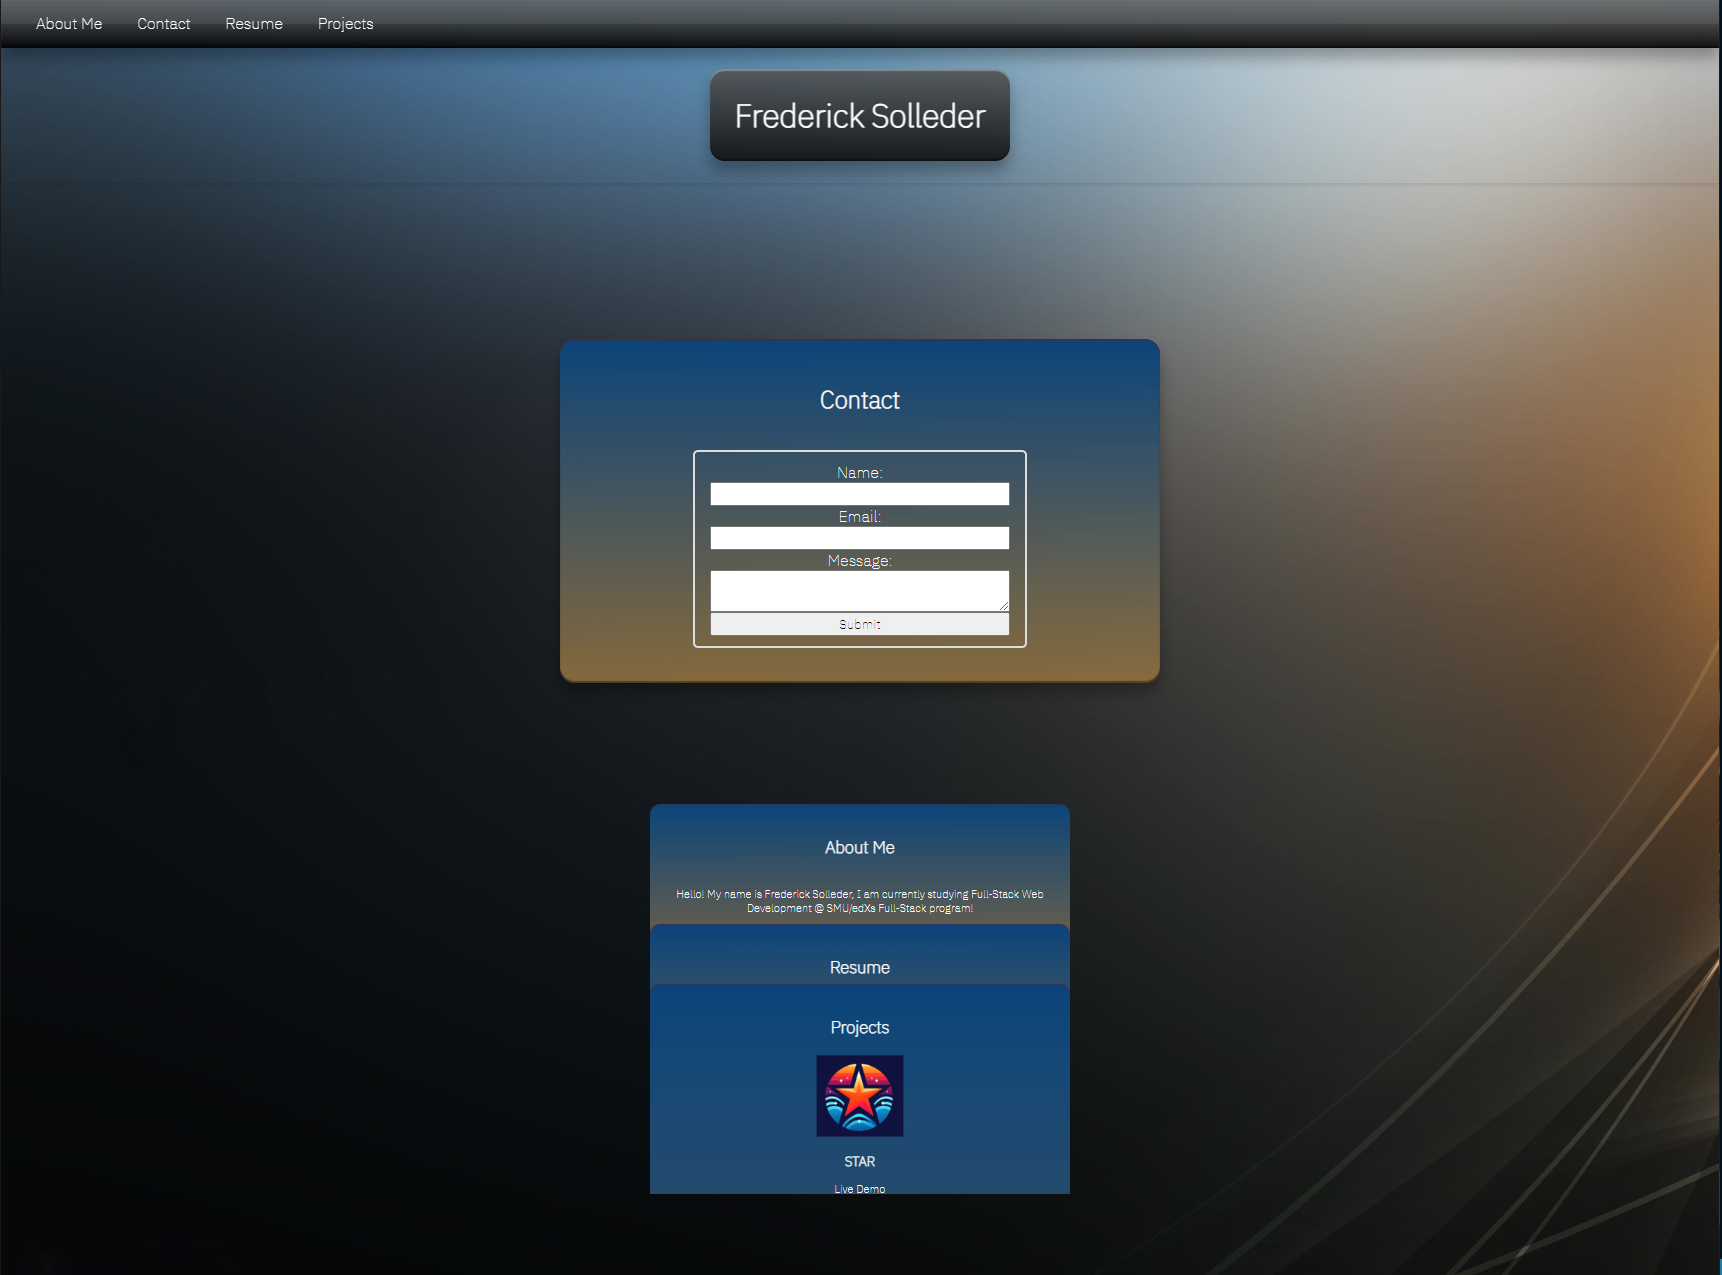 About Me
Contact
Resume
Projects
Frederick Solleder
Contact
Name:
Email:
Message:
Submit
About Me
Hello! My name is Frederick Solleder, I am currently studying Full-Stack Web
Development @ SMU/edXs Full-Stack program!
Resume
Projects
STAR
Live Demo